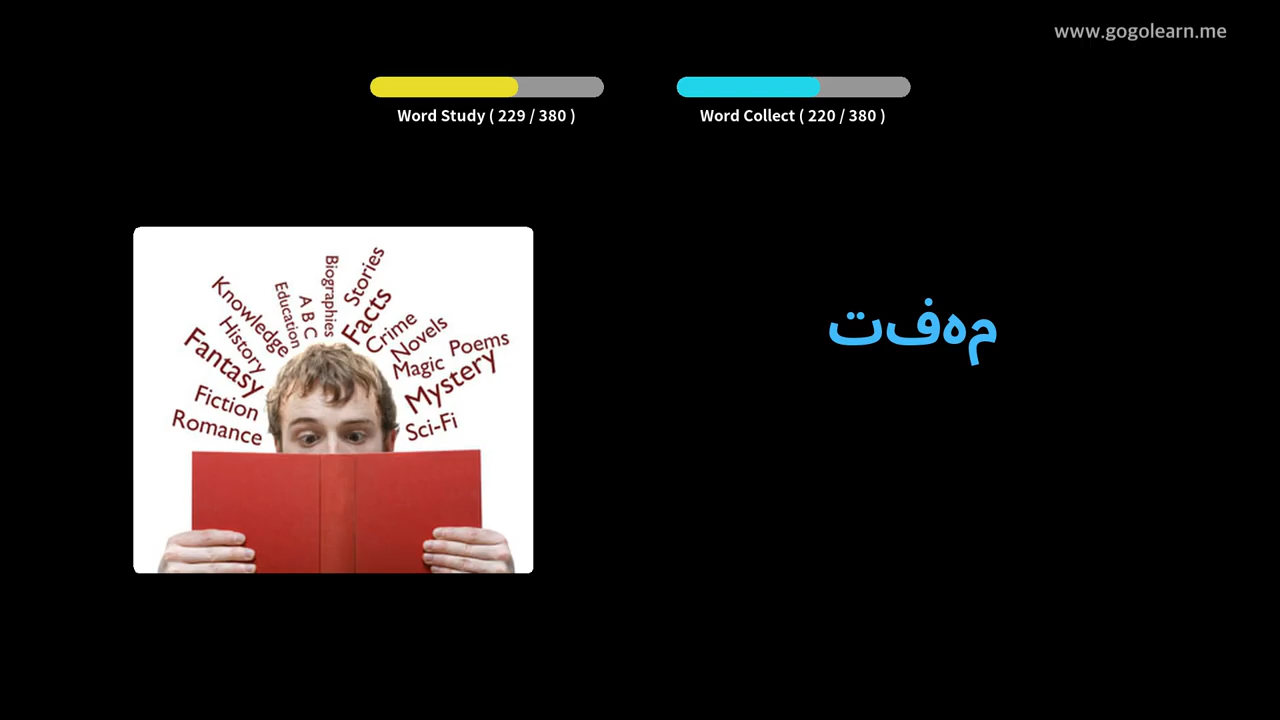 www.gogolearn.me
Word Study ( 229 / 380 )
Word Collect ( 220 / 380 )
Biographies
Stories
Knowledge
Education
A B C
Facts
History
Crime
Novels
Fantasy
Magic
Poems
Fiction
Mystery
Romance
Sci-Fi
مهفت